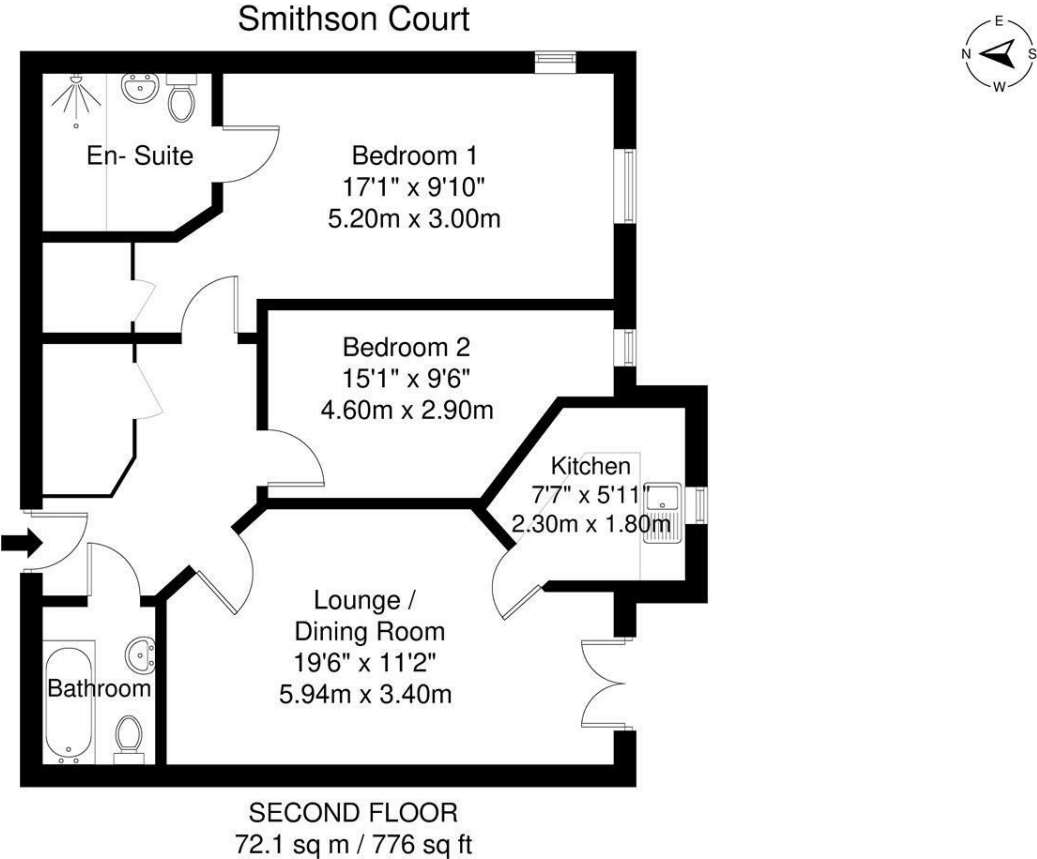 Smithson Court
E
N
S
W
En- Suite
Bedroom 1
17'1" x 9'10"
5.20m x 3.00m
Bedroom 2
15'1" x 9'6"
4.60m x 2.90m
Kitchen
7'7" x 5'11"
2.30m x 1.80m
Lounge /
Dining Room
19'6" x 11'2"
5.94m x 3.40m
Bathroom
SECOND FLOOR
72.1 sq m / 776 sq ft